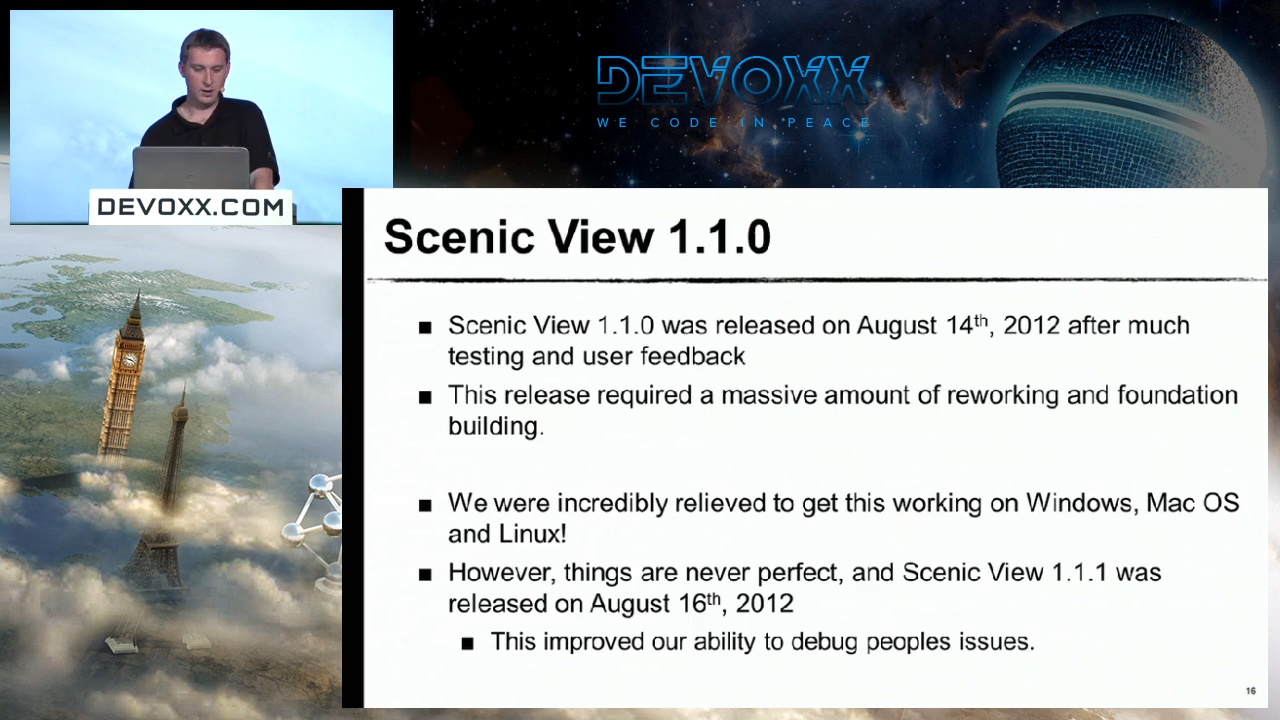 DEVOXX
WE CODE IN PEACE
DEVOXX.COM
Scenic View 1.1.0
■ Scenic View 1.1.0 was released on August 14th, 2012 after much
testing and user feedback
■ This release required a massive amount of reworking and foundation
building.
■ We were incredibly relieved to get this working on Windows, Mac OS
and Linux!
■ However, things are never perfect, and Scenic View 1.1.1 was
released on August 16th, 2012
■ This improved our ability to debug peoples issues.
16